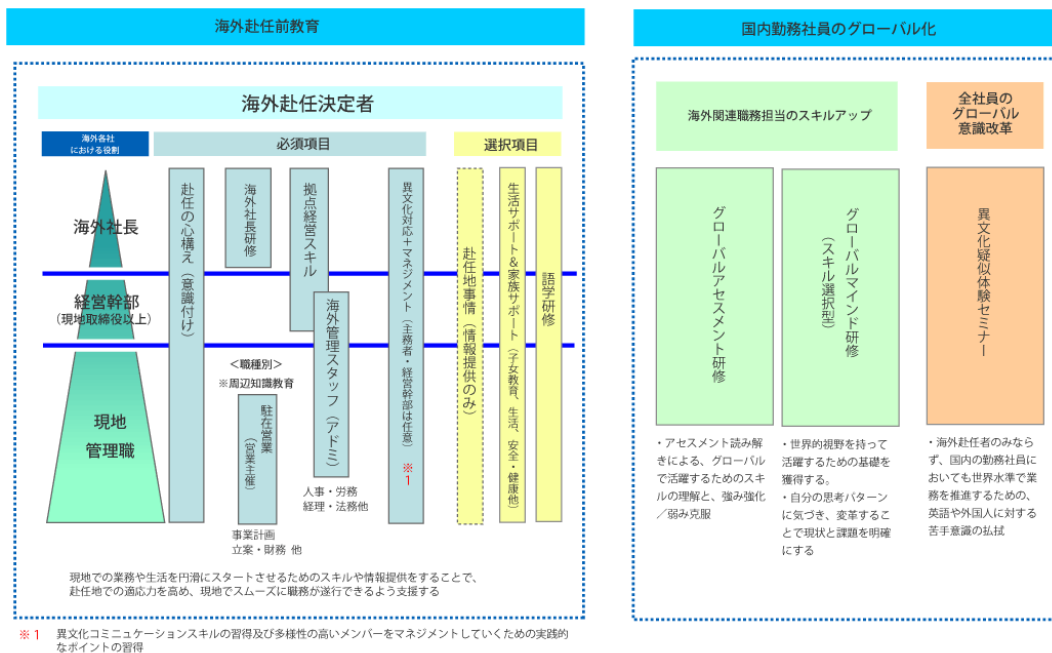 海外赴任前教育
海外赴任決定者
海外各社
における役割
必須項目
選択項目
海外社長
経営幹部
（現地取締役以上）
現地
管理職
赴任の心構え（意識付け）
海外社長研修
拠点経営スキル
＜職種別＞
※周辺知識教育
駐在営業
（営業主催）
事業計画
立案・財務 他
海外管理スタッフ（アドミ）
人事・労務
経理・法務他
異文化対応＋マネジメント（主務者・経営幹部は任意）
※
1
赴任地事情（情報提供のみ）
生活サポート＆家族サポート（子女教育、生活、安全・健康他）
語学研修
現地での業務や生活を円滑にスタートさせるためのスキルや情報提供をすることで、
赴任地での適応力を高め、現地でスムーズに職務が遂行できるよう支援する
※１ 異文化コミニュケーションスキルの習得及び多様性の高いメンバーをマネジメントしていくための実践的
なポイントの習得
国内勤務社員のグローバル化
海外関連職務担当のスキルアップ
グローバルアセスメント研修
・アセスメント読み解
きによる、グローバル
で活躍するためのスキ
ルの理解と、強み強化
／弱み克服
グローバルマインド研修
（スキル選択型）
・世界的視野を持って
活躍するための基礎を
獲得する。
・自分の思考パターン
に気づき、変革するこ
とで現状と課題を明確
にする
全社員の
グローバル
意識改革
異文化疑似体験セミナー
・海外赴任者のみなら
ず、国内の勤務社員に
おいても世界水準で業
務を推進するための、
英語や外国人に対する
苦手意識の払拭